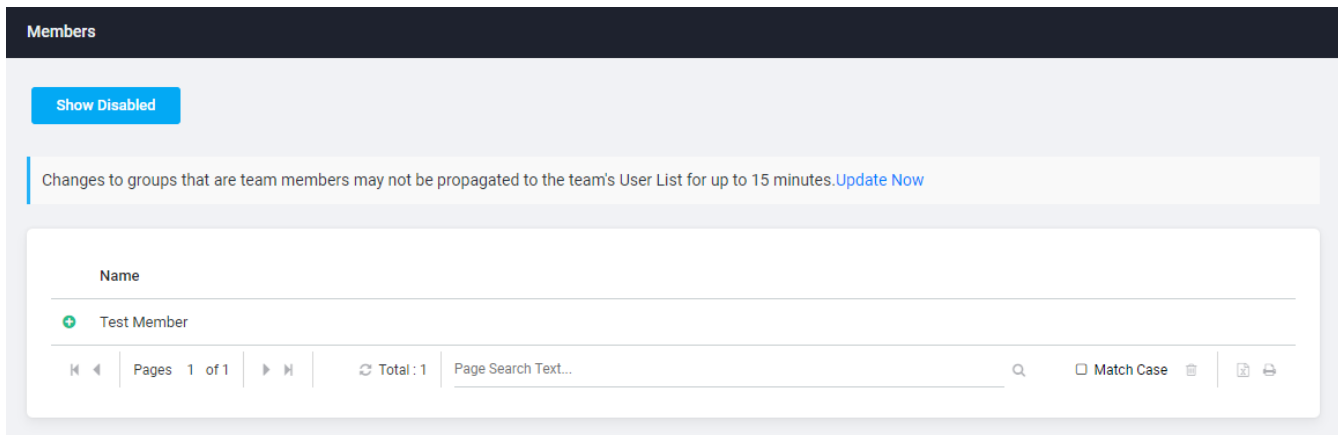 Members
Show Disabled
Changes to groups that are team members may not be propagated to the team's User List for up to 15 minutes.Update Now
Name
Test Member
Pages 1 of 1 Total : 1 Page Search Text... Match Case